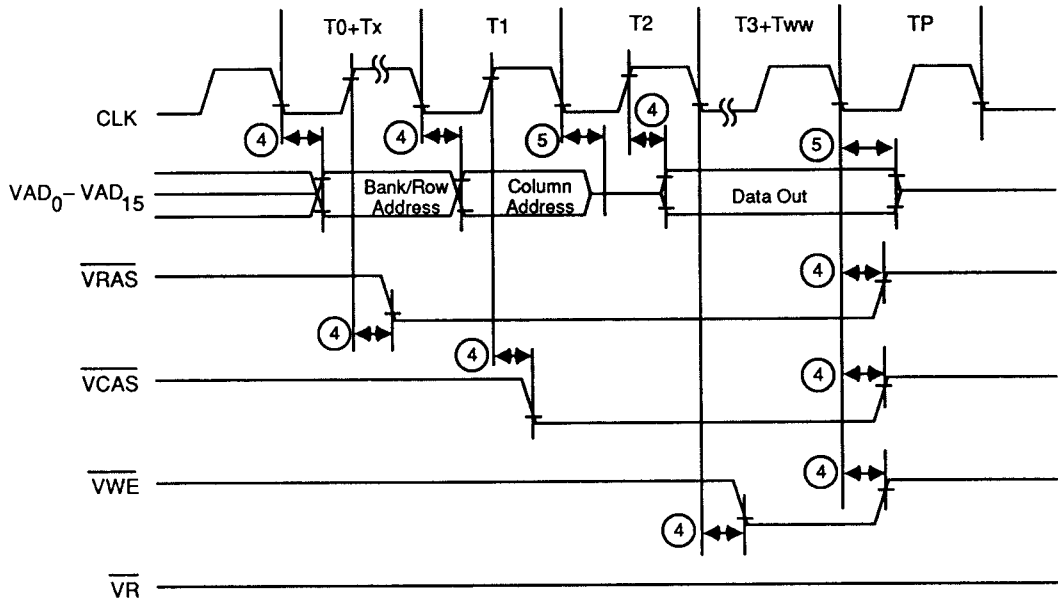 T0+Tx T1 T2 T3+Tww TP
CLK
4 4 5 4 5
VAD0–VAD15
Bank/Row Address
Column Address
Data Out
VRAS
4
4
VCAS
4
4
VWE
4
4
VR